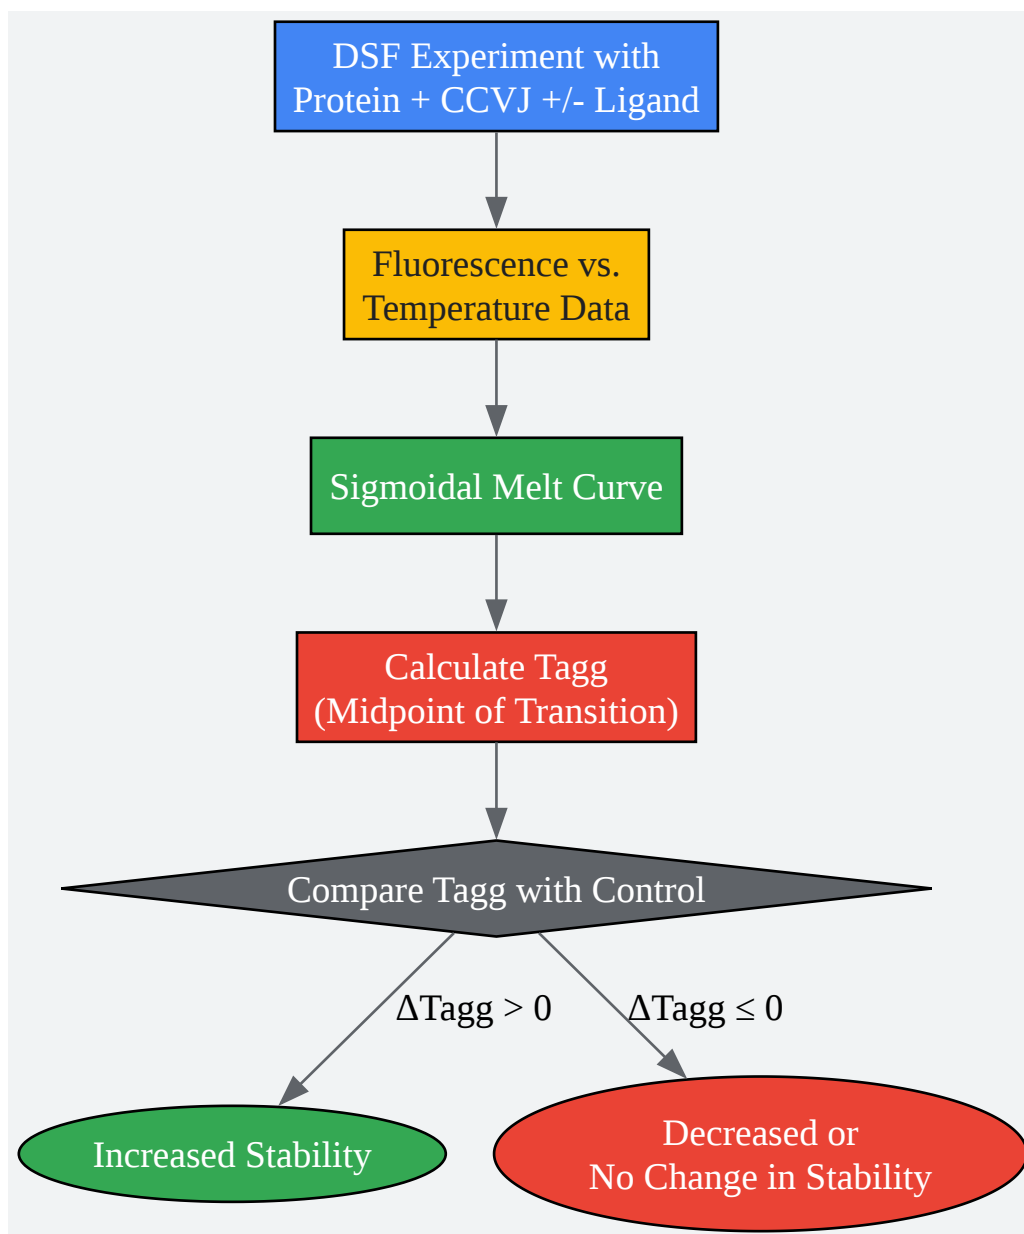 DSF Experiment with
Protein + CCVJ +/- Ligand
Fluorescence vs.
Temperature Data
Sigmoidal Melt Curve
Calculate Tagg
(Midpoint of Transition)
Compare Tagg with Control
ΔTagg > 0
ΔTagg ≤ 0
Increased Stability
Decreased or
No Change in Stability